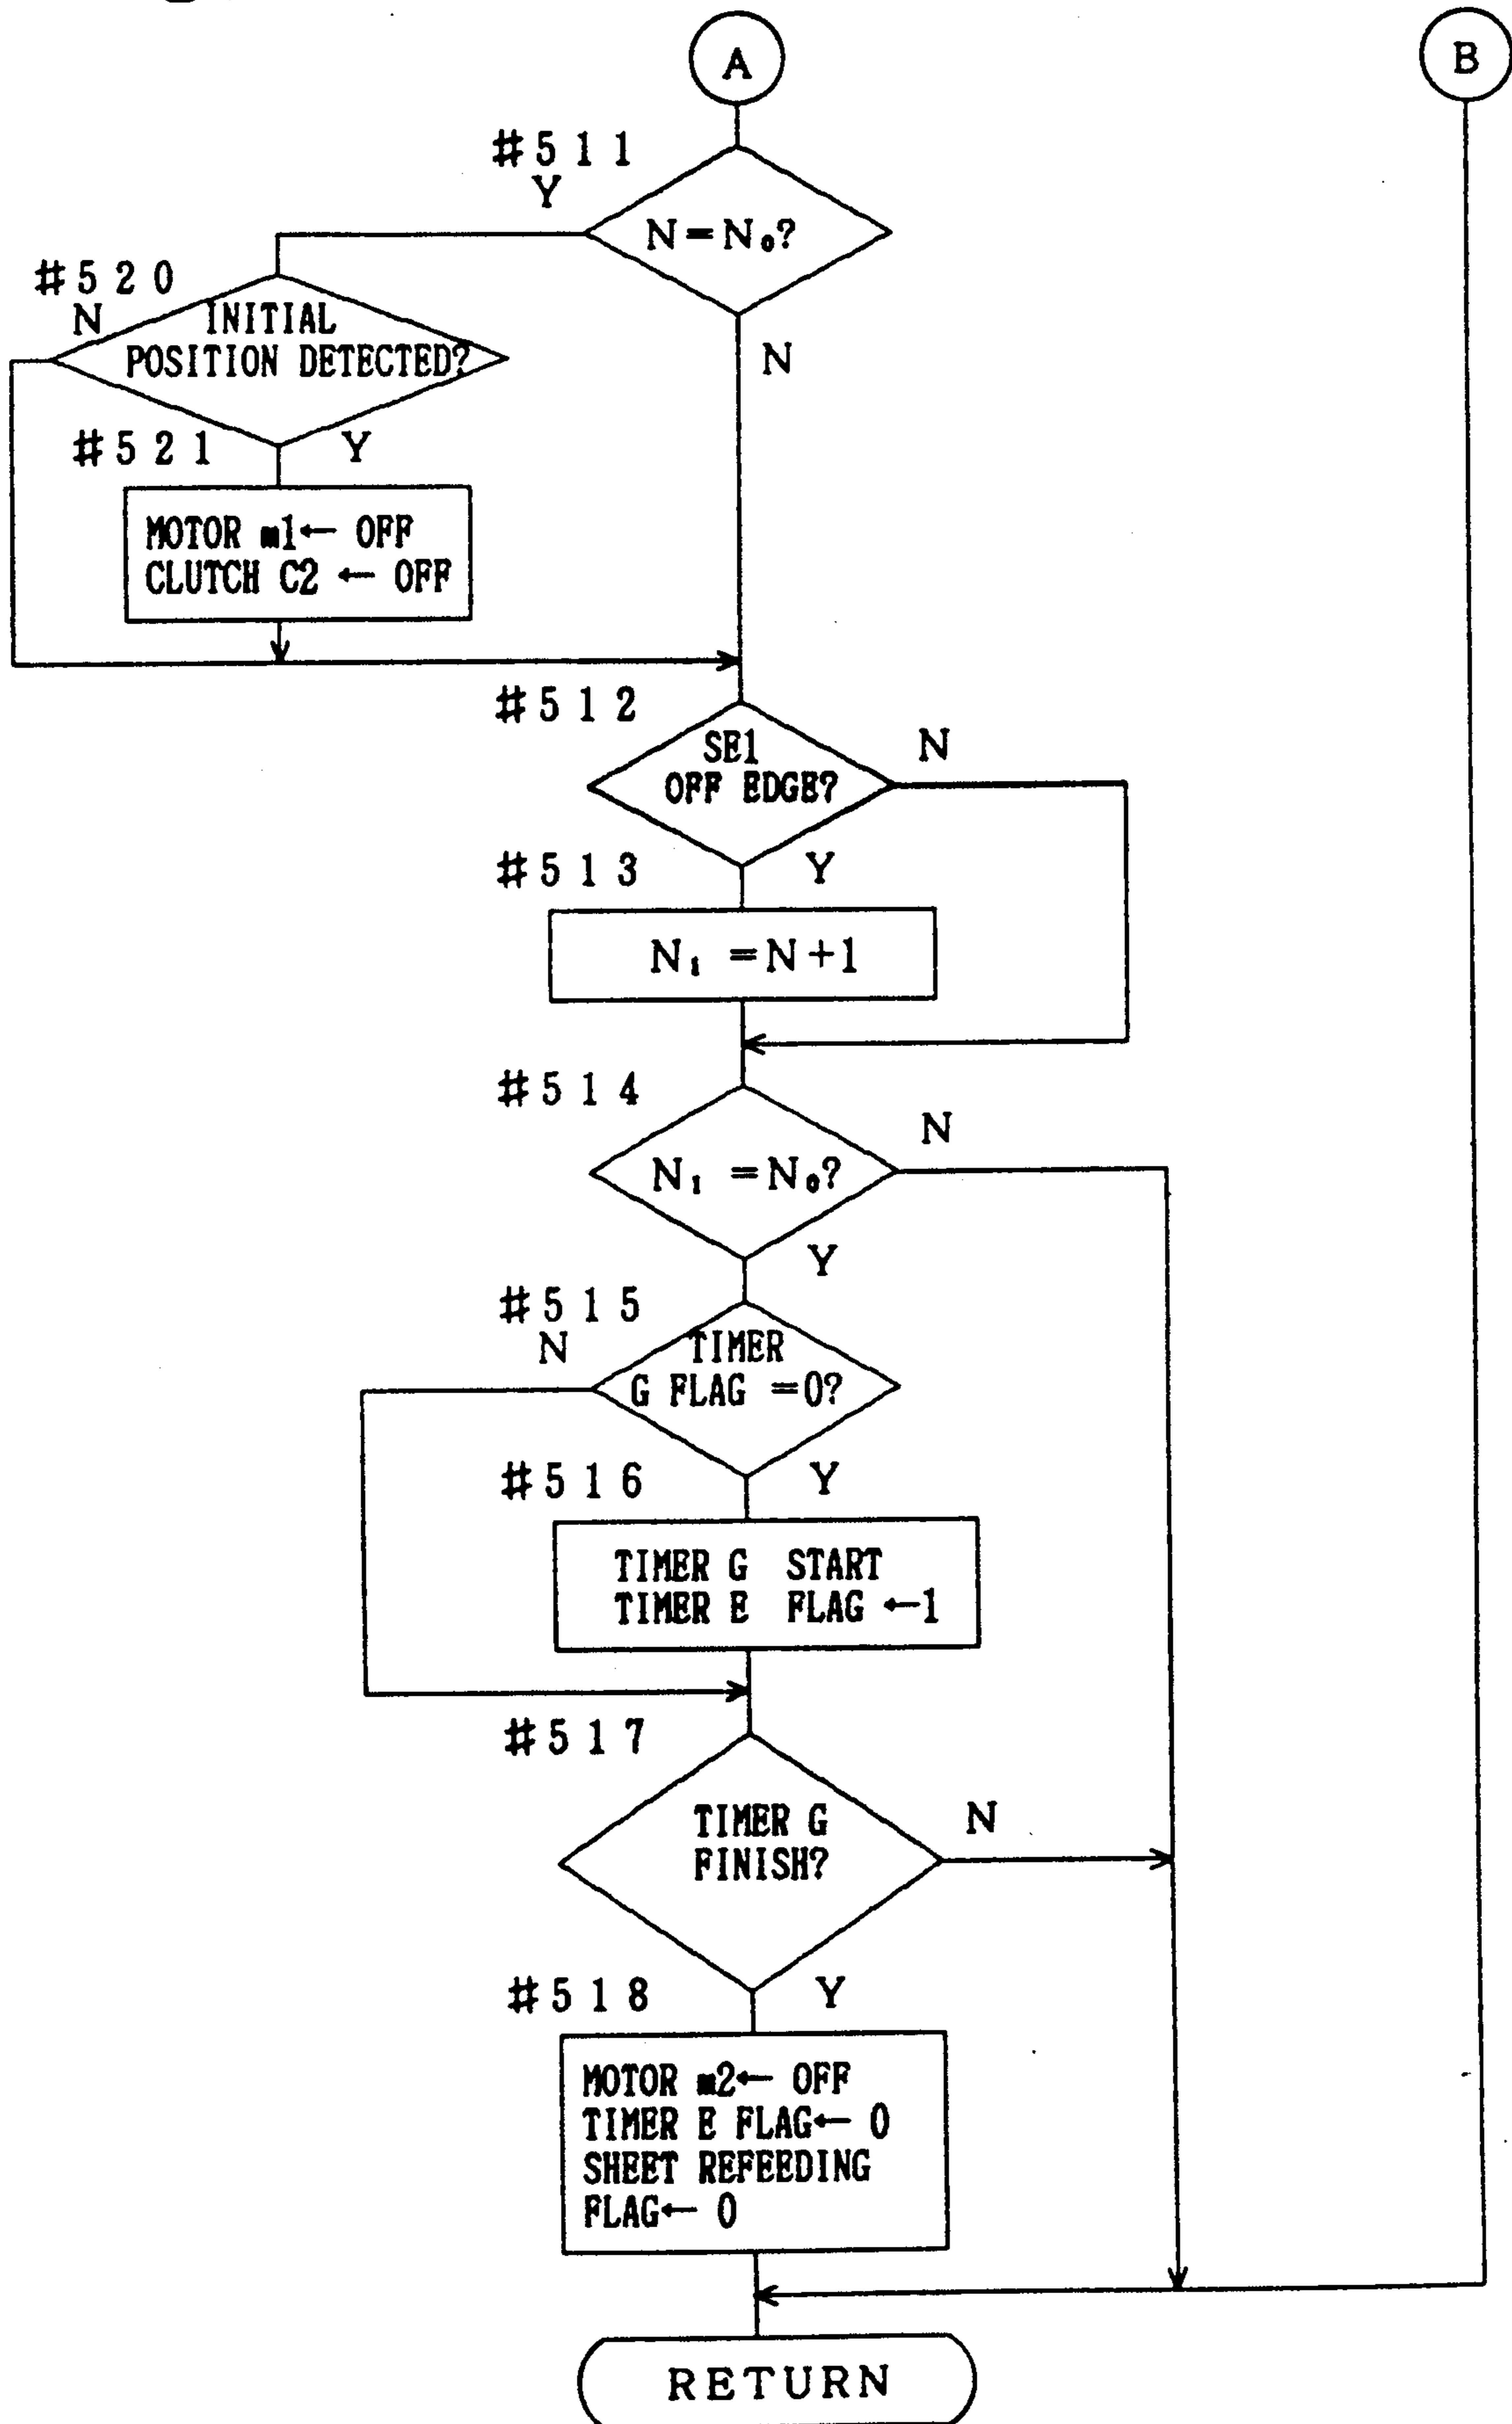 A
B
#511
Y
N=N₀?
#520
N
INITIAL
POSITION DETECTED?
N
#521
Y
MOTOR m1← OFF
CLUTCH C2 ← OFF
#512
SE1
OFF EDGE?
N
#513
Y
N₁ =N+1
#514
N
N₁ =N₀?
Y
#515
N
TIMER
G FLAG =0?
#516
Y
TIMER G START
TIMER E FLAG ←1
#517
TIMER G
FINISH?
N
#518
Y
MOTOR m2← OFF
TIMER E FLAG← 0
SHEET REFEEDING
FLAG← 0
RETURN